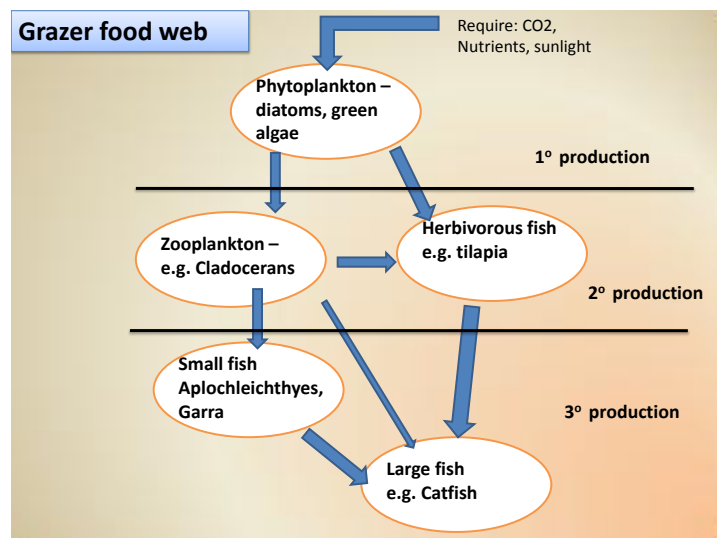 Grazer food web
Require: CO2,
Nutrients, sunlight
Phytoplankton –
diatoms, green
algae
1o production
Zooplankton –
e.g. Cladocerans
Herbivorous fish
e.g. tilapia
2o production
Small fish
Aplochleichthyes,
Garra
3o production
Large fish
e.g. Catfish